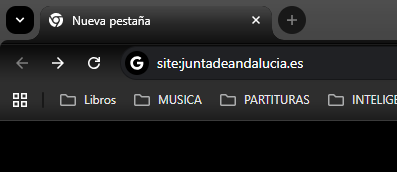 Nueva pestaña
site:juntadeandalucia.es
Libros MUSICA PARTITURAS INTELIGE